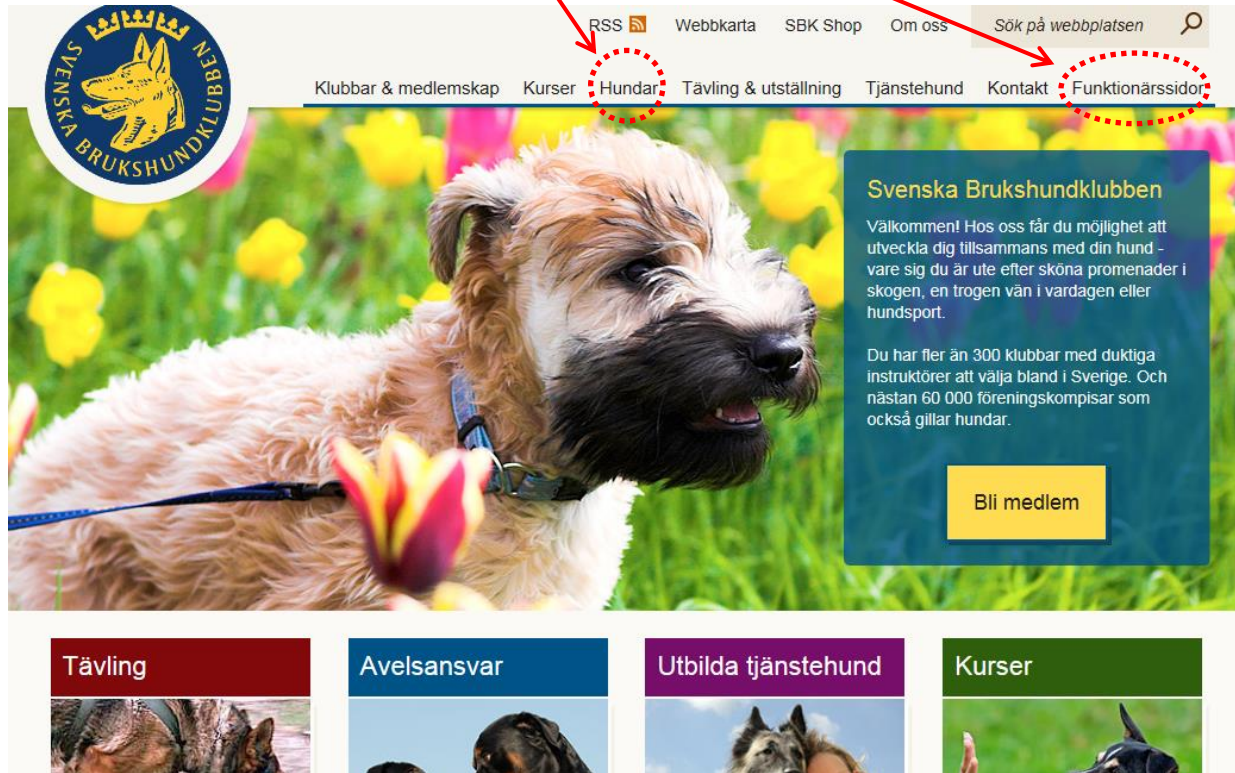 SVENSKA BRUKSHUNDKLUBBEN
RSS Webbkarta SBK Shop Om oss Sök på webbplatsen
Klubbar & medlemskap Kurser Hundar Tävling & utställning Tjänstehund Kontakt Funktionärssidor
Svenska Brukshundklubben
Välkommen! Hos oss får du möjlighet att
utveckla dig tillsammans med din hund -
vare sig du är ute efter sköna promenader i
skogen, en trogen vän i vardagen eller
hundsport.
Du har fler än 300 klubbar med duktiga
instruktörer att välja bland i Sverige. Och
nästan 60 000 föreningskompisar som
också gillar hundar.
Bli medlem
Tävling Avelsansvar Utbilda tjänstehund Kurser